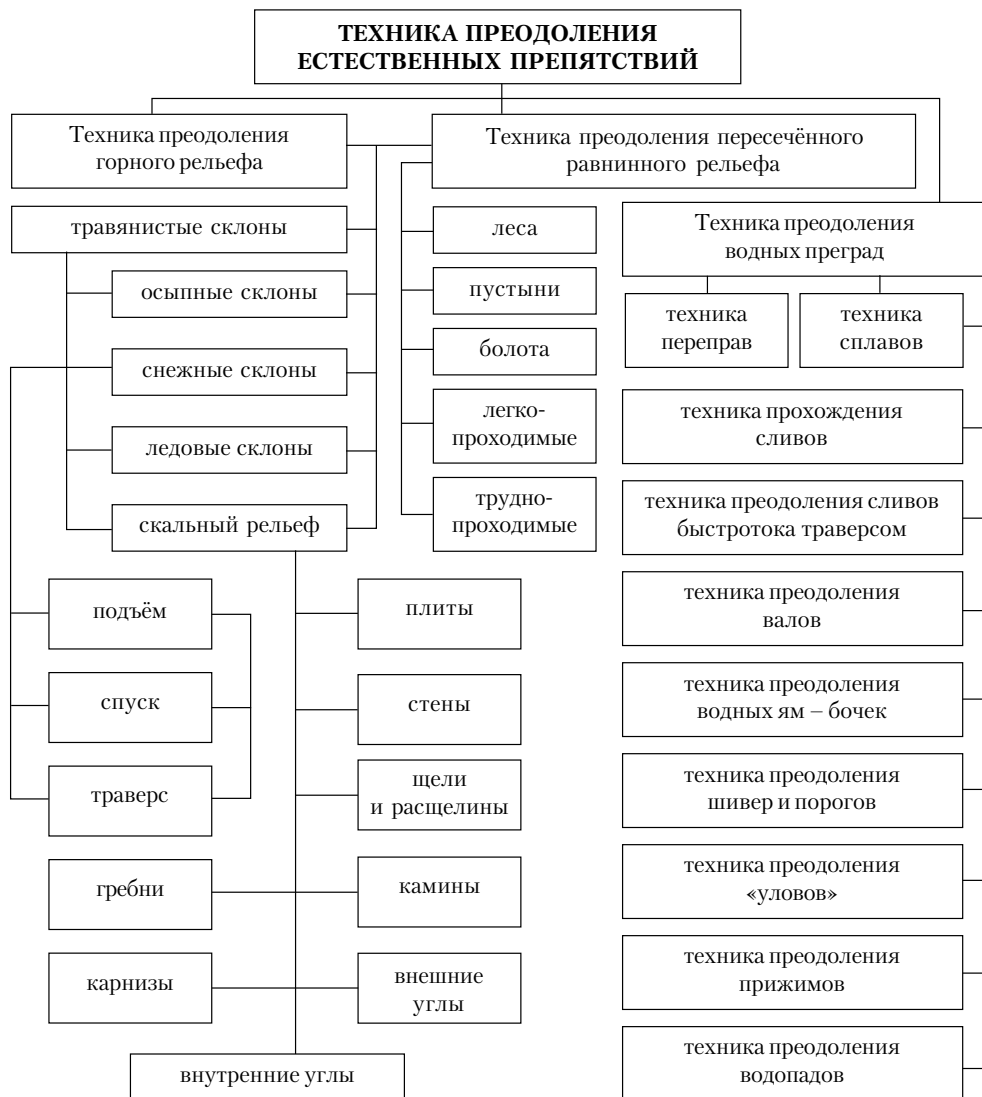 ТЕХНИКА ПРЕОДОЛЕНИЯ
ЕСТЕСТВЕННЫХ ПРЕПЯТСТВИЙ
Техника преодоления
горного рельефа
Техника преодоления пересечённого
равнинного рельефа
травянистые склоны
осыпные склоны
снежные склоны
ледовые склоны
скальный рельеф
леса
пустыни
болота
легко-
проходимые
трудно-
проходимые
Техника преодоления
водных преград
техника
переправ
техника
сплавов
техника прохождения
сливов
техника преодоления сливов
быстротока траверсом
техника преодоления
валов
техника преодоления
водных ям – бочек
техника преодоления
шивер и порогов
техника преодоления
«уловов»
техника преодоления
прижимов
техника преодоления
водопадов
подъём
спуск
траверс
гребни
карнизы
плиты
стены
щели
и расщелины
камины
внешние
углы
внутренние углы